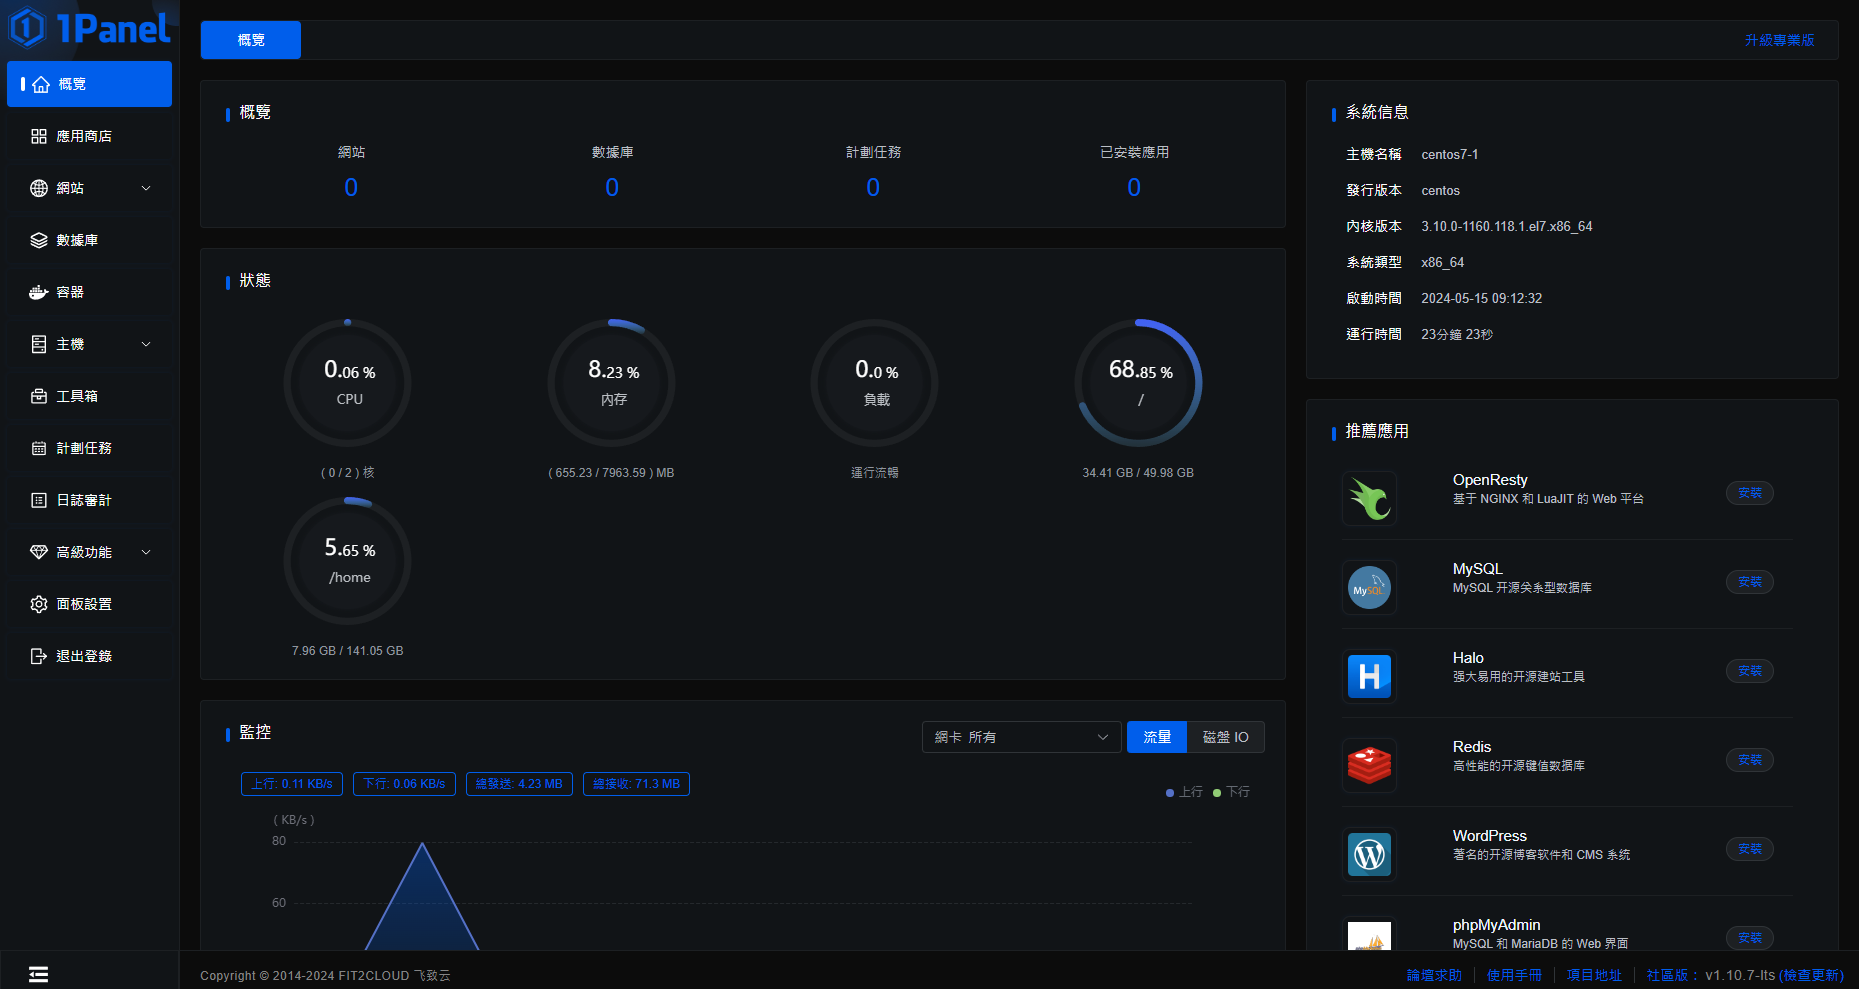 1Panel
概覽
應用商店
網站
數據庫
容器
主機
工具箱
計劃任務
日誌審計
高級功能
面板設置
退出登錄
概覽
升級專業版
概覽
網站
0
數據庫
0
計劃任務
0
已安裝應用
0
狀態
0.06 %
CPU
( 0 / 2 ) 核
8.23 %
內存
( 655.23 / 7963.59 ) MB
0.0 %
負載
運行流暢
68.85 %
/
34.41 GB / 49.98 GB
5.65 %
/home
7.96 GB / 141.05 GB
監控
網卡 所有
流量
磁盤 IO
上行: 0.11 KB/s
下行: 0.06 KB/s
總發送: 4.23 MB
總接收: 71.3 MB
上行
下行
( KB/s )
80
60
系統信息
主機名稱 centos7-1
發行版本 centos
內核版本 3.10.0-1160.118.1.el7.x86_64
系統類型 x86_64
啟動時間 2024-05-15 09:12:32
運行時間 23分鐘 23秒
推薦應用
OpenResty
基于 NGINX 和 LuaJIT 的 Web 平台
安裝
MySQL
MySQL
MySQL 开源关系型数据库
安裝
H
Halo
强大易用的开源建站工具
安裝
Redis
高性能的开源键值数据库
安裝
W
WordPress
著名的开源博客软件和 CMS 系统
安裝
phpMyAdmin
MySQL 和 MariaDB 的 Web 界面
安裝
Copyright © 2014-2024 FIT2CLOUD 飞致云
論壇求助
使用手冊
項目地址
社區版： v1.10.7-lts (檢查更新)